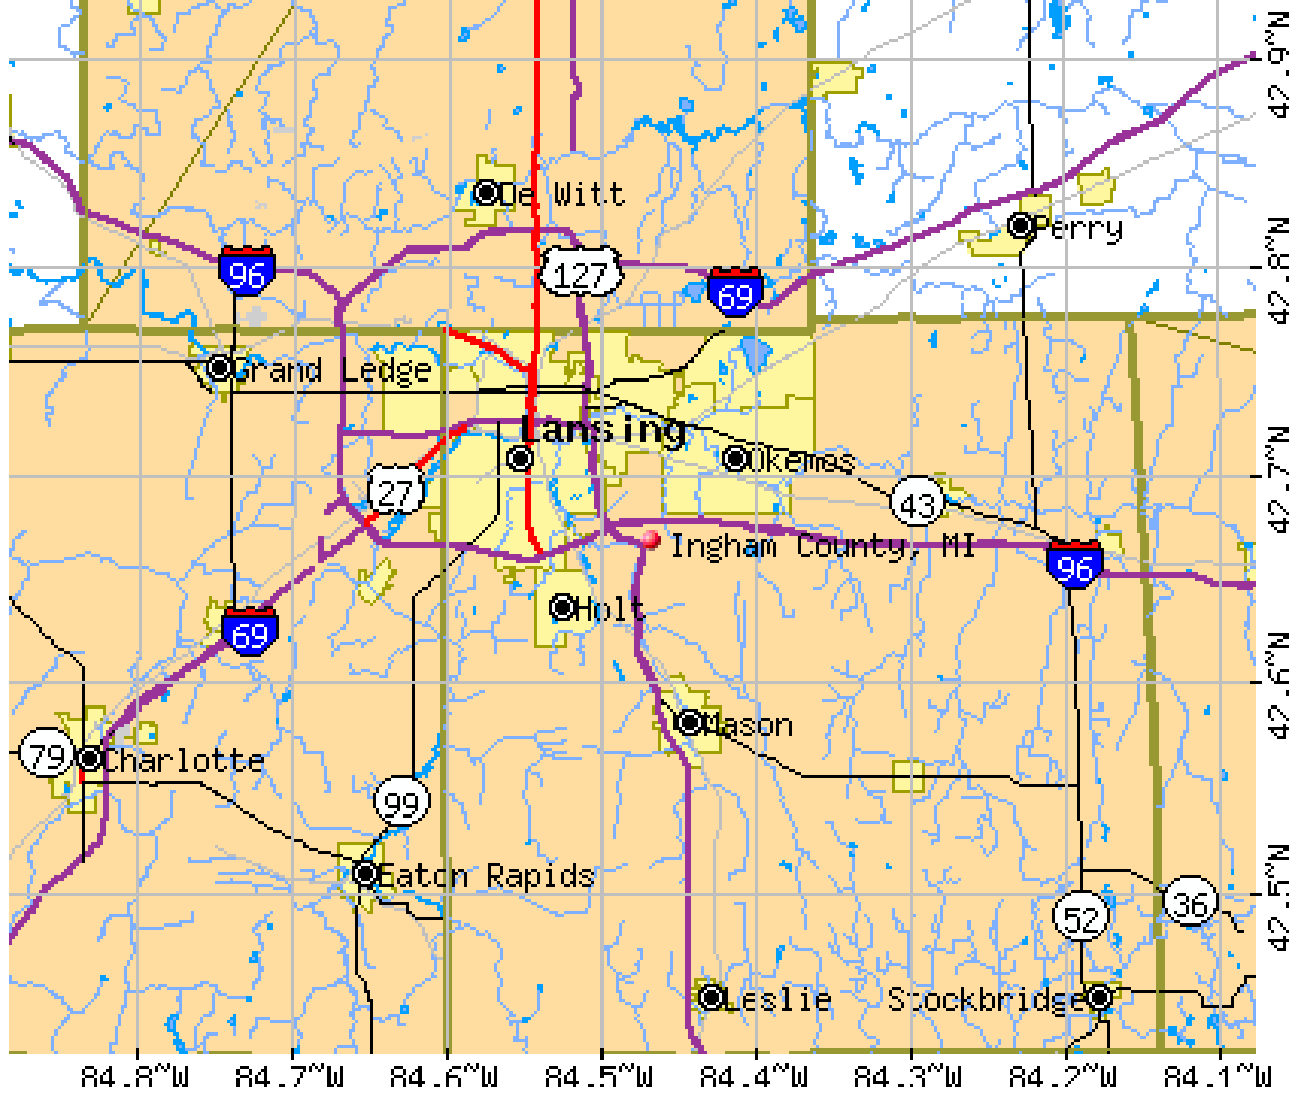 42.9°N
De Witt
Perry
42.8°N
96
127
69
Grand Ledge
Lansing
Okemos
42.7°N
27
43
Ingham County, MI
96
Holt
69
42.6°N
Mason
79
Charlotte
99
Eaton Rapids
42.5°N
36
52
Leslie
Stockbridge
84.8°W
84.7°W
84.6°W
84.5°W
84.4°W
84.3°W
84.2°W
84.1°W